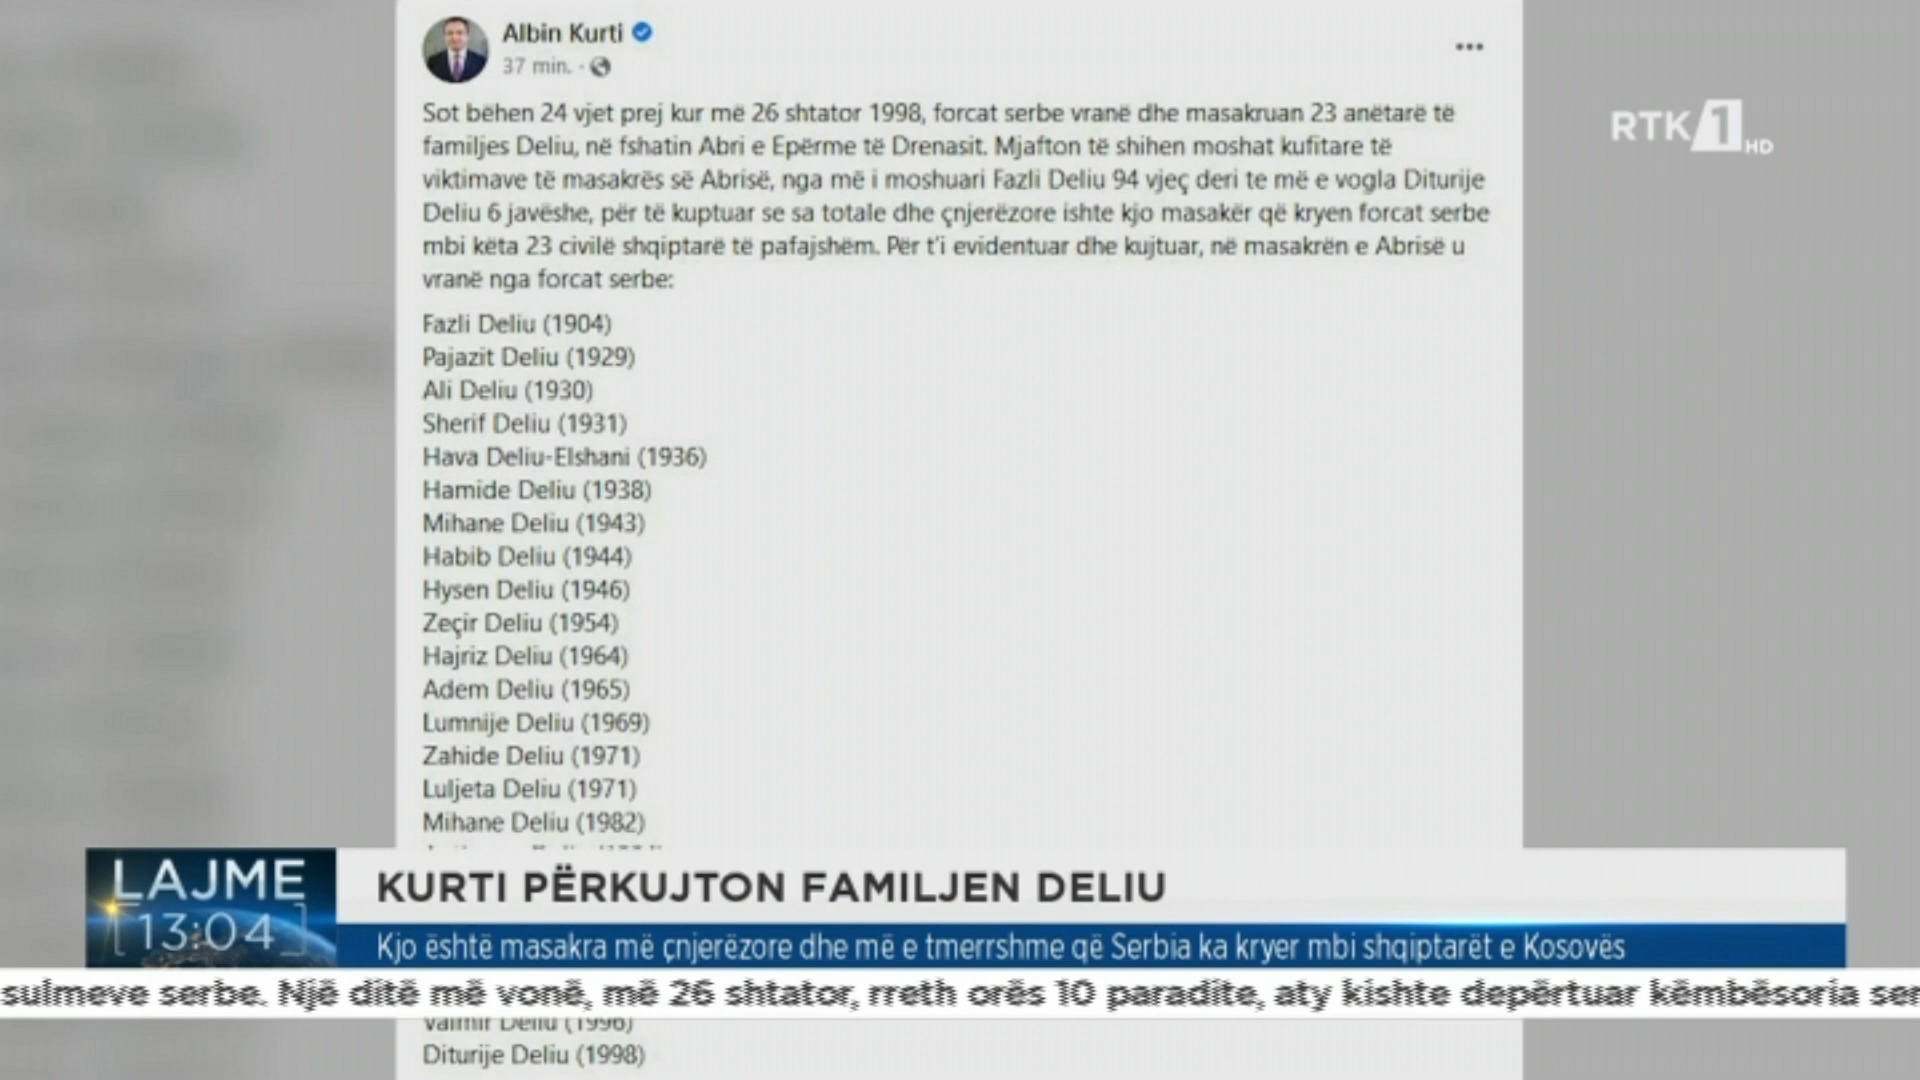 Albin Kurti
37 min. ·
RTK 1 HD
Sot bëhen 24 vjet prej kur më 26 shtator 1998, forcat serbe vranë dhe masakruan 23 anëtarë të
familjes Deliu, në fshatin Abri e Epërme të Drenasit. Mjafton të shihen moshat kufitare të
viktimave të masakrës së Abrisë, nga më i moshuari Fazli Deliu 94 vjeç deri te më e vogla Diturije
Deliu 6 javëshe, për të kuptuar se sa totale dhe çnjerëzore ishte kjo masakër që kryen forcat serbe
mbi këta 23 civilë shqiptarë të pafajshëm. Për t'i evidentuar dhe kujtuar, në masakrën e Abrisë u
vranë nga forcat serbe:
Fazli Deliu (1904)
Pajazit Deliu (1929)
Ali Deliu (1930)
Sherif Deliu (1931)
Hava Deliu-Elshani (1936)
Hamide Deliu (1938)
Mihane Deliu (1943)
Habib Deliu (1944)
Hysen Deliu (1946)
Zeçir Deliu (1954)
Hajriz Deliu (1964)
Adem Deliu (1965)
Lumnije Deliu (1969)
Zahide Deliu (1971)
Luljeta Deliu (1971)
Mihane Deliu (1982)
LAJME
13:04
KURTI PËRKUJTON FAMILJEN DELIU
Kjo është masakra më çnjerëzore dhe më e tmerrshme që Serbia ka kryer mbi shqiptarët e Kosovës
sulmeve serbe. Një ditë më vonë, më 26 shtator, rreth orës 10 paradite, aty kishte depërtuar këmbësoria ser
Valmir Deliu (1996)
Diturije Deliu (1998)